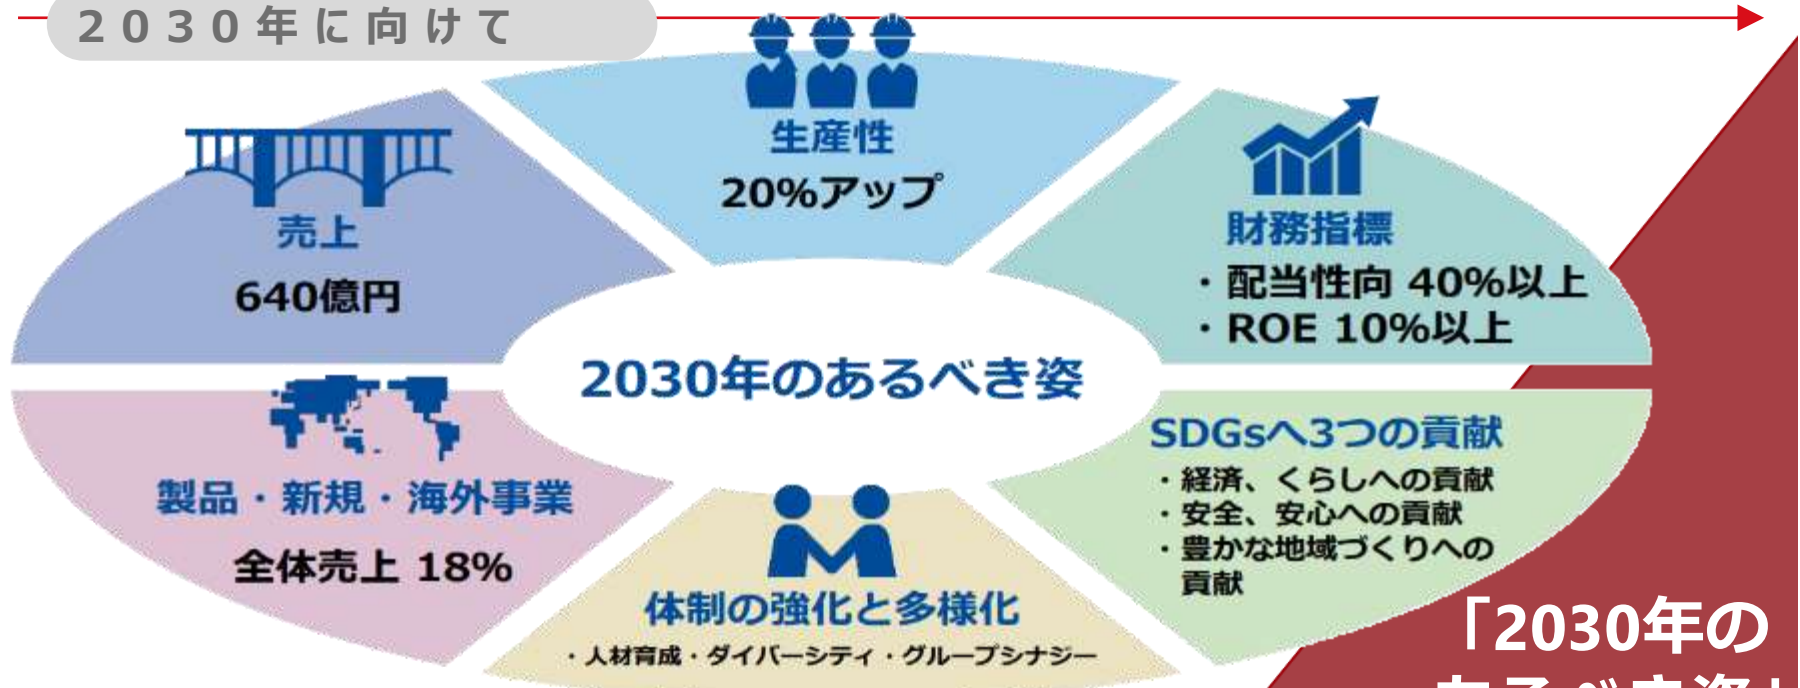 2030年に向けて
生産性
20%アップ
売上
640億円
財務指標
・配当性向 40%以上
・ROE 10%以上
2030年のあるべき姿
製品・新規・海外事業
全体売上 18%
SDGsへ3つの貢献
・経済、くらしへの貢献
・安全、安心への貢献
・豊かな地域づくりへの
貢献
体制の強化と多様化
・人材育成・ダイバーシティ・グループシナジー
「2030年の
あるべき姿」